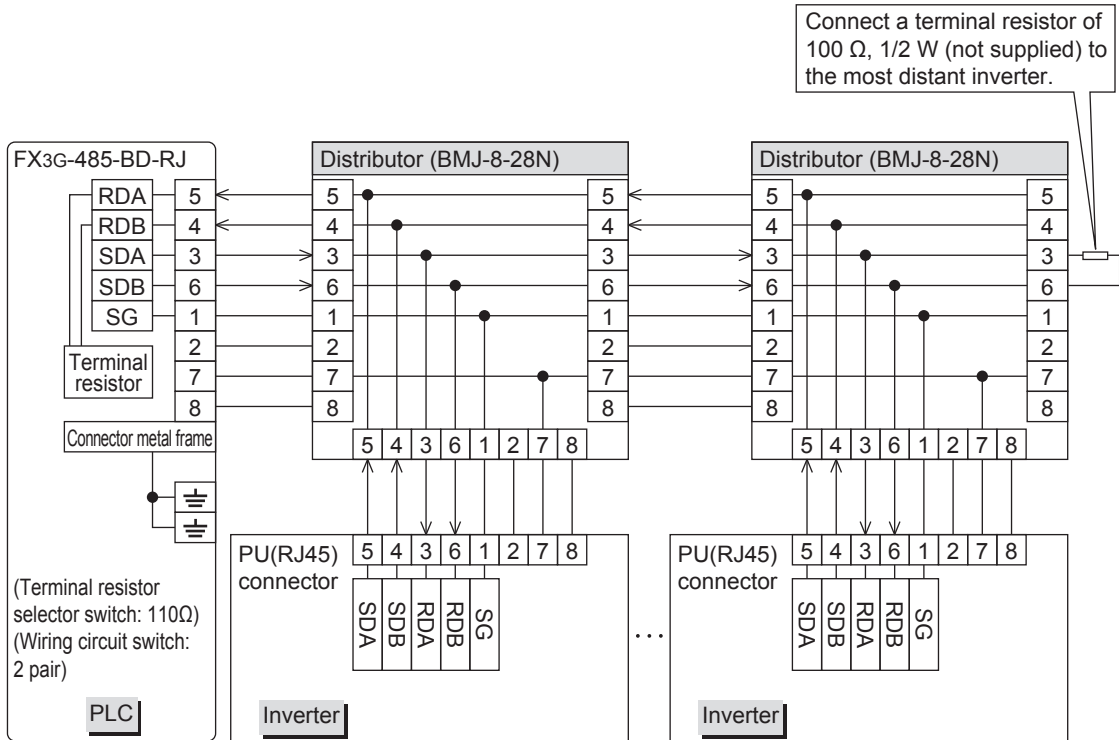 Connect a terminal resistor of
100 Ω, 1/2 W (not supplied) to
the most distant inverter.
FX3G-485-BD-RJ
Distributor (BMJ-8-28N)
Distributor (BMJ-8-28N)
RDA 5 5 5 5 5
RDB 4 4 4 4 4
SDA 3 3 3 3 3
SDB 6 6 6 6 6
SG 1 1 1 1 1
2 2 2 2 2
7 7 7 7 7
8 8 8 8 8
Terminal
resistor
Connector metal frame
5 4 3 6 1 2 7 8
5 4 3 6 1 2 7 8
PU(RJ45)
connector
5 4 3 6 1 2 7 8
SDA SDB RDA RDB SG
...
PU(RJ45)
connector
5 4 3 6 1 2 7 8
SDA SDB RDA RDB SG
(Terminal resistor
selector switch: 110Ω)
(Wiring circuit switch:
2 pair)
PLC
Inverter
Inverter